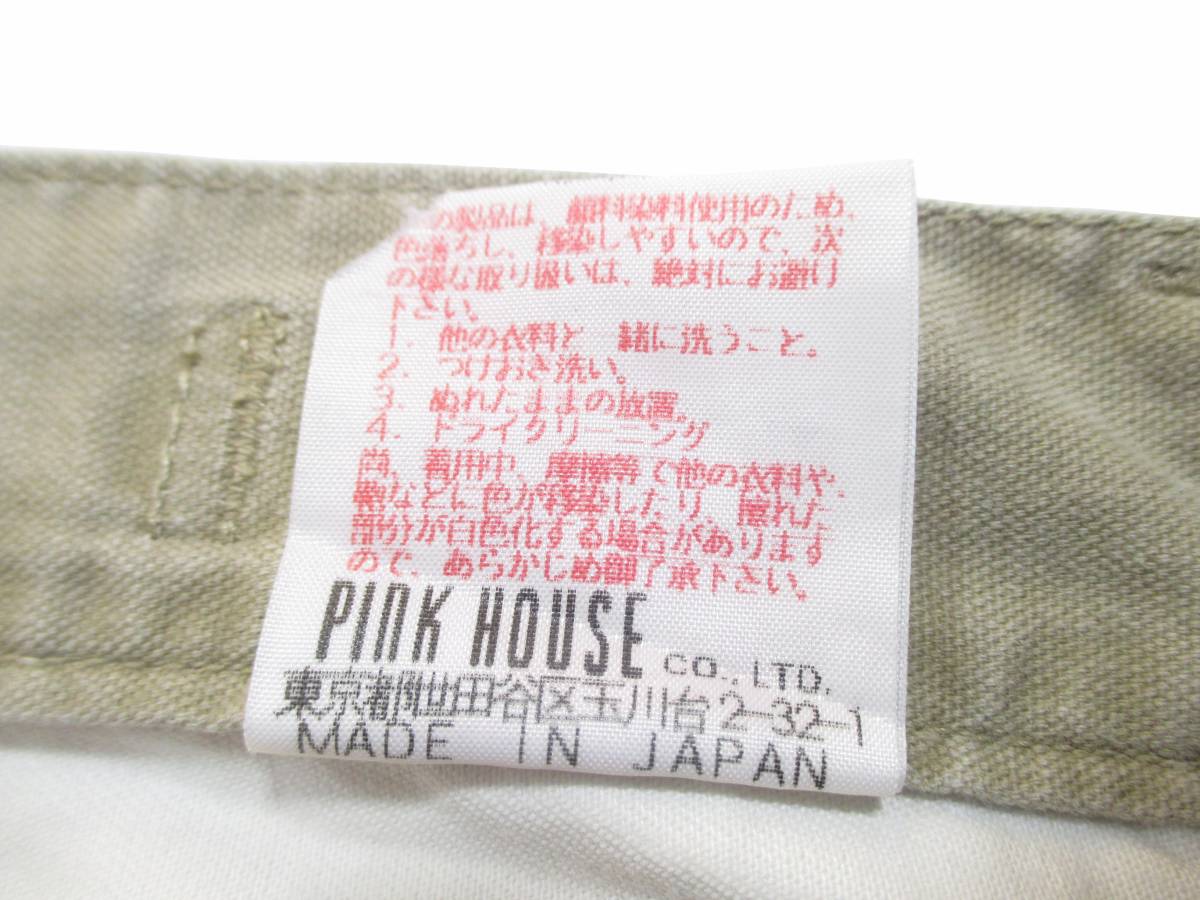 の製品は、顔料染料使用のため、
色落ちし、移染しやすいので、次
の様な取り扱いは、絶対にお避け
下さい。
1. 他の衣料と一緒に洗うこと。
2. つけおき洗い。
3. ぬれたままの放置。
4. ドライクリーニング
尚、着用中、摩擦等で他の衣料や、
靴などに色が移染したり、擦れた
部分が白色化する場合があります
ので、あらかじめ御了承下さい。
PINK HOUSE CO., LTD.
東京都世田谷区玉川台2-32-1
MADE IN JAPAN